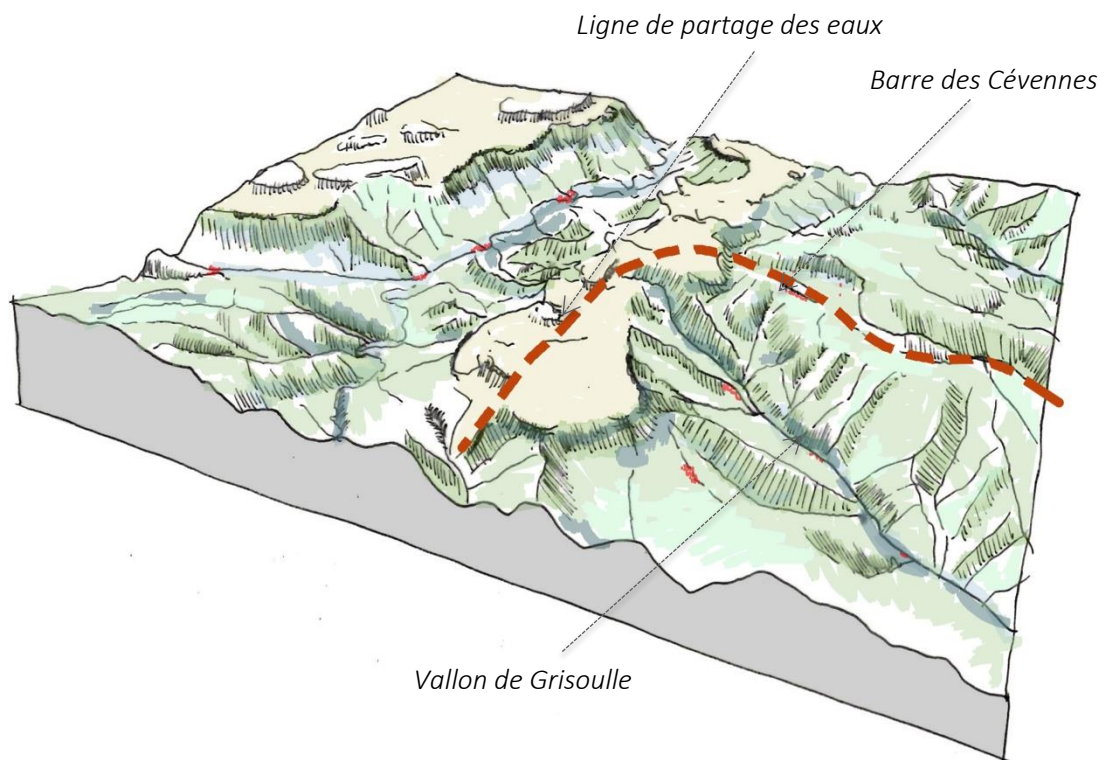 Ligne de partage des eaux
Barre des Cévennes
Vallon de Grisoulle